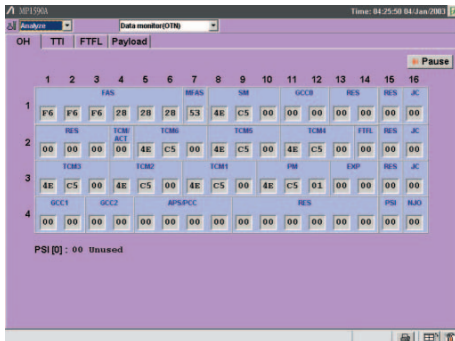 MP1590A Time: 04:25:50 04/Jan/2003
All Analyze Data monitor(OTN)
OH TTI FTFL Payload
Pause
1 2 3 4 5 6 7 8 9 10 11 12 13 14 15 16
FAS MFAS SM GCC0 RES RES JC
1 F6 F6 F6 28 28 28 53 4E C5 00 00 00 00 00 00 00
RES TCM/ACT TCM6 TCM5 TCM4 FTFL RES JC
2 00 00 00 00 4E C5 00 4E C5 00 4E C5 00 00 00 00
TCM3 TCM2 TCM1 PM EXP RES JC
3 4E C5 00 4E C5 00 4E C5 00 4E C5 01 00 00 00 00
GCC1 GCC2 APS/PCC RES PSI NJO
4 00 00 00 00 00 00 00 00 00 00 00 00 00 00 00 00
PSI [0] : 00 Unused